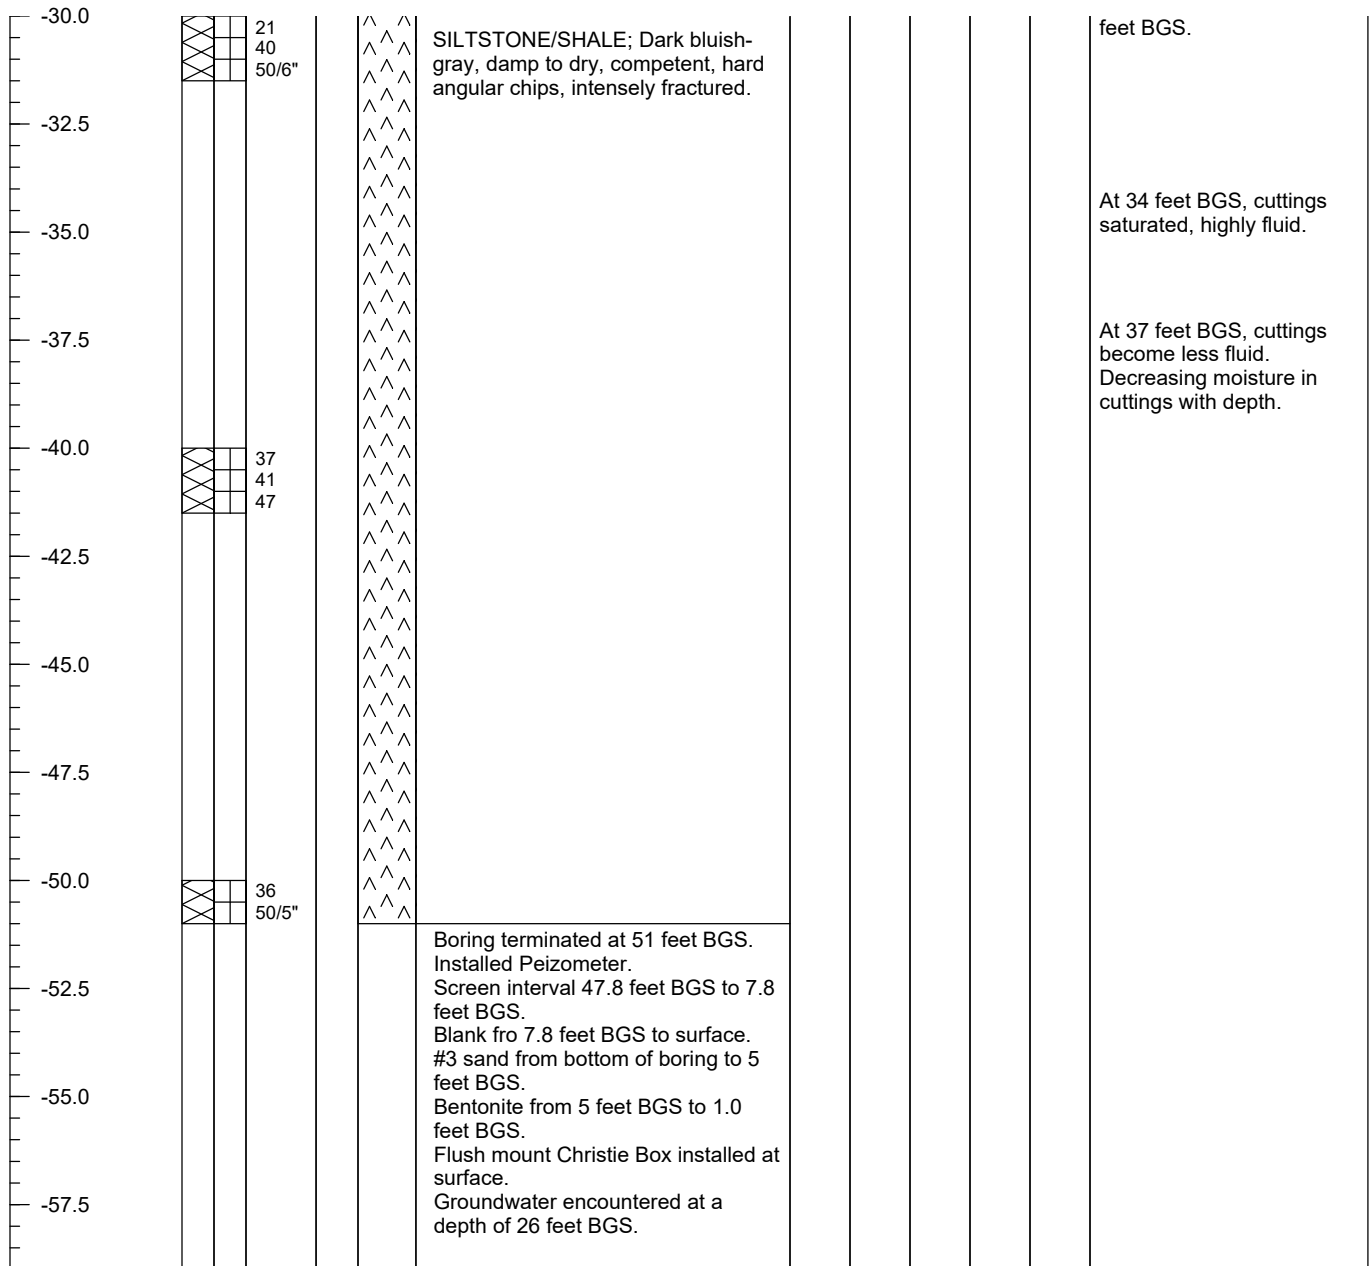 -30.0
21
40
50/6"
SILTSTONE/SHALE; Dark bluish-
gray, damp to dry, competent, hard
angular chips, intensely fractured.
feet BGS.
-32.5
At 34 feet BGS, cuttings
saturated, highly fluid.
-35.0
At 37 feet BGS, cuttings
become less fluid.
Decreasing moisture in
cuttings with depth.
-37.5
-40.0
37
41
47
-42.5
-45.0
-47.5
-50.0
36
50/5"
Boring terminated at 51 feet BGS.
Installed Peizometer.
Screen interval 47.8 feet BGS to 7.8
feet BGS.
Blank fro 7.8 feet BGS to surface.
#3 sand from bottom of boring to 5
feet BGS.
Bentonite from 5 feet BGS to 1.0
feet BGS.
Flush mount Christie Box installed at
surface.
Groundwater encountered at a
depth of 26 feet BGS.
-52.5
-55.0
-57.5